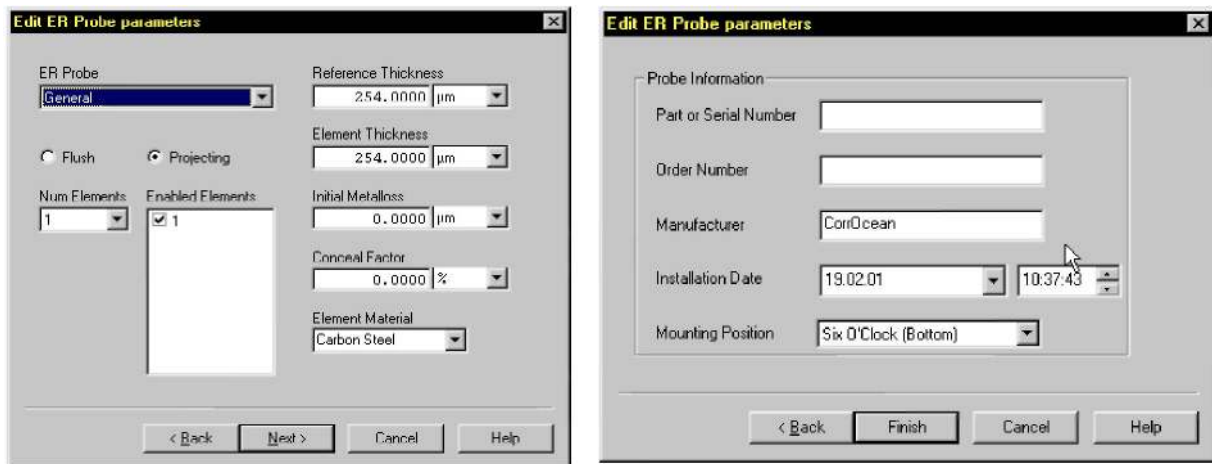 Edit ER Probe parameters
ER Probe
General
Flush
Projecting
Num Elements
1
Enabled Elements
1
Reference Thickness
254.0000 µm
Element Thickness
254.0000 µm
Initial Metalloss
0.0000 µm
Conceal Factor
0.0000 %
Element Material
Carbon Steel
< Back
Next >
Cancel
Help
Edit ER Probe parameters
Probe Information
Part or Serial Number
Order Number
Manufacturer
CorrOcean
Installation Date
19.02.01
10:37:43
Mounting Position
Six O'Clock (Bottom)
< Back
Finish
Cancel
Help